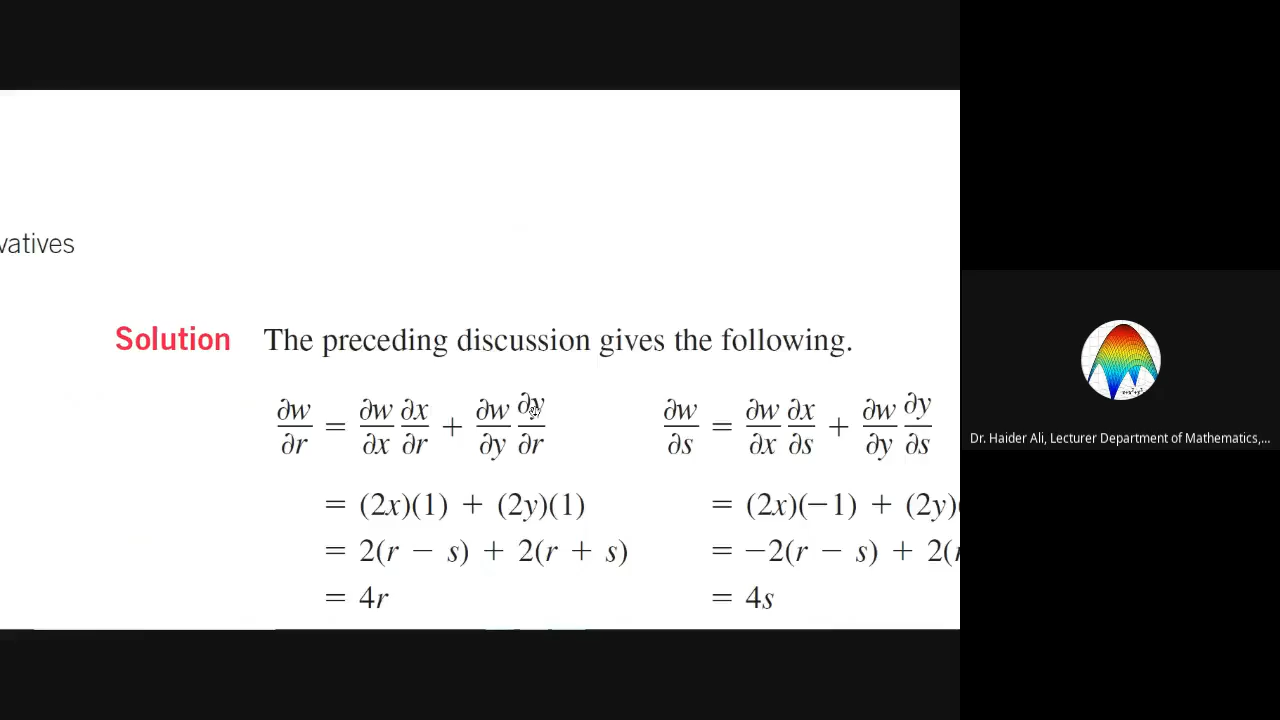 vatives
Solution The preceding discussion gives the following.
∂w/∂r = ∂w/∂x ∂x/∂r + ∂w/∂y ∂y/∂r
= (2x)(1) + (2y)(1)
= 2(r − s) + 2(r + s)
= 4r
∂w/∂s = ∂w/∂x ∂x/∂s + ∂w/∂y ∂y/∂s
= (2x)(−1) + (2y)(
= −2(r − s) + 2(r
= 4s
Dr. Haider Ali, Lecturer Department of Mathematics,...